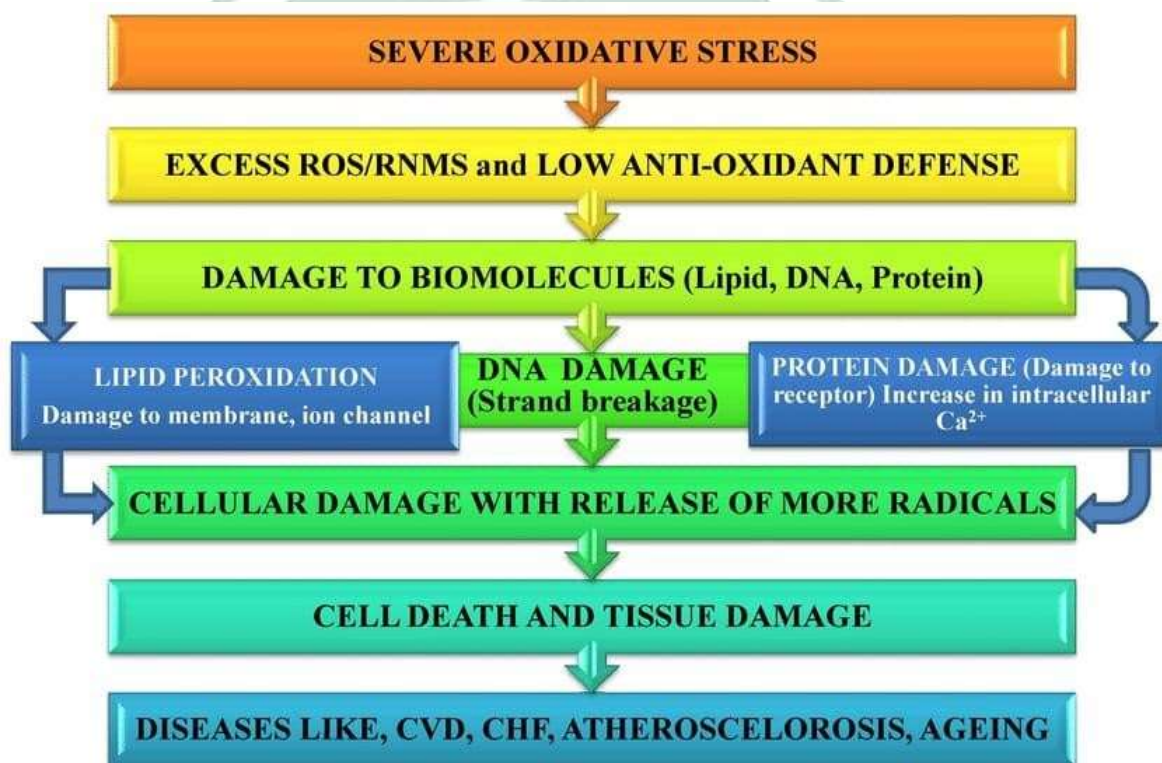 SEVERE OXIDATIVE STRESS
EXCESS ROS/RNMS and LOW ANTI-OXIDANT DEFENSE
DAMAGE TO BIOMOLECULES (Lipid, DNA, Protein)
LIPID PEROXIDATION
Damage to membrane, ion channel
DNA DAMAGE
(Strand breakage)
PROTEIN DAMAGE (Damage to
receptor) Increase in intracellular
Ca²⁺
CELLULAR DAMAGE WITH RELEASE OF MORE RADICALS
CELL DEATH AND TISSUE DAMAGE
DISEASES LIKE, CVD, CHF, ATHEROSCELOROSIS, AGEING